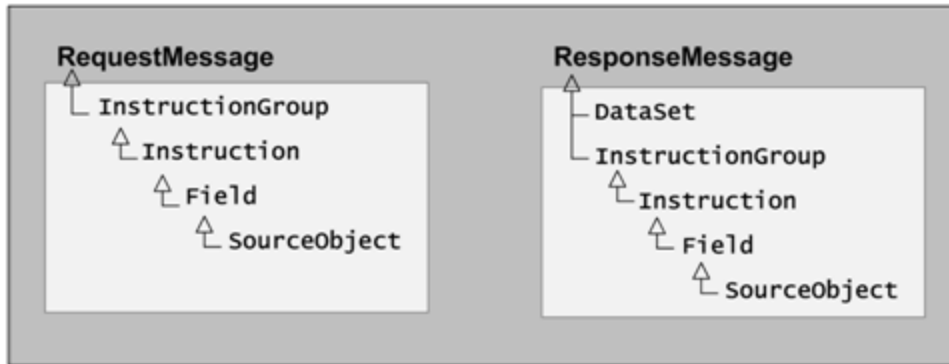 RequestMessage
InstructionGroup
Instruction
Field
SourceObject
ResponseMessage
DataSet
InstructionGroup
Instruction
Field
SourceObject